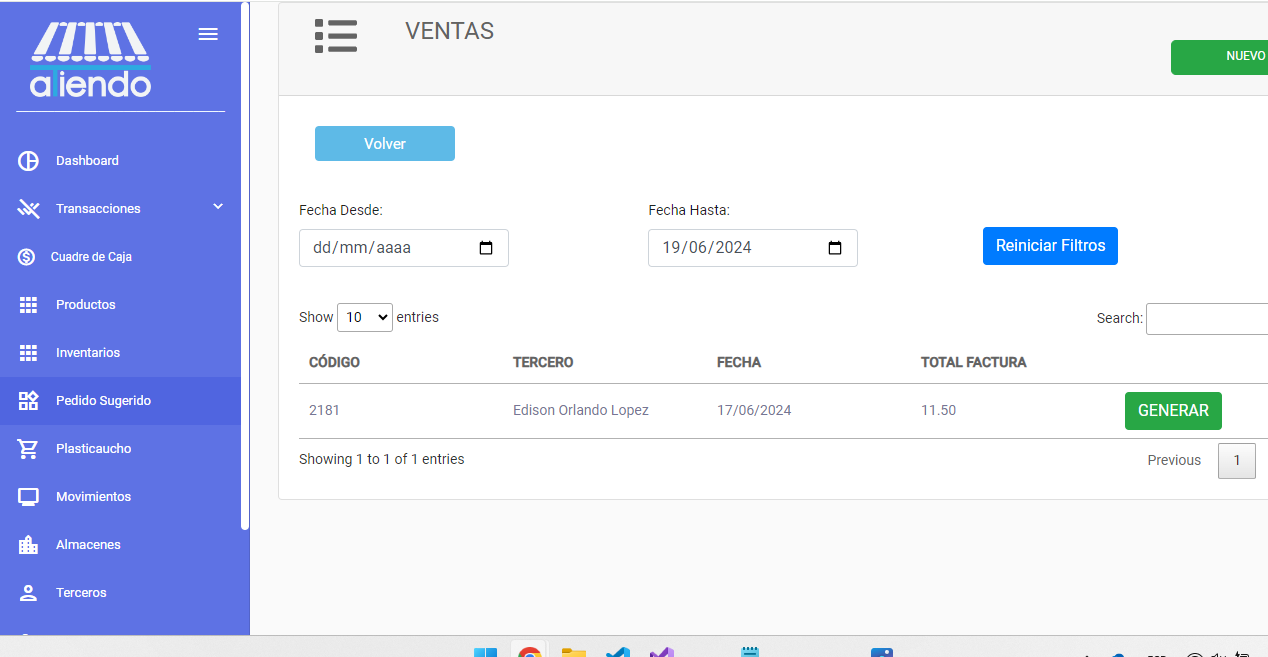 aTiendo
Dashboard
Transacciones
Cuadre de Caja
Productos
Inventarios
Pedido Sugerido
Plasticaucho
Movimientos
Almacenes
Terceros
VENTAS
NUEVO
Volver
Fecha Desde:
Fecha Hasta:
dd/mm/aaaa
19/06/2024
Reiniciar Filtros
Show 10 entries
Search:
CÓDIGO TERCERO FECHA TOTAL FACTURA
2181 Edison Orlando Lopez 17/06/2024 11.50 GENERAR
Showing 1 to 1 of 1 entries
Previous 1